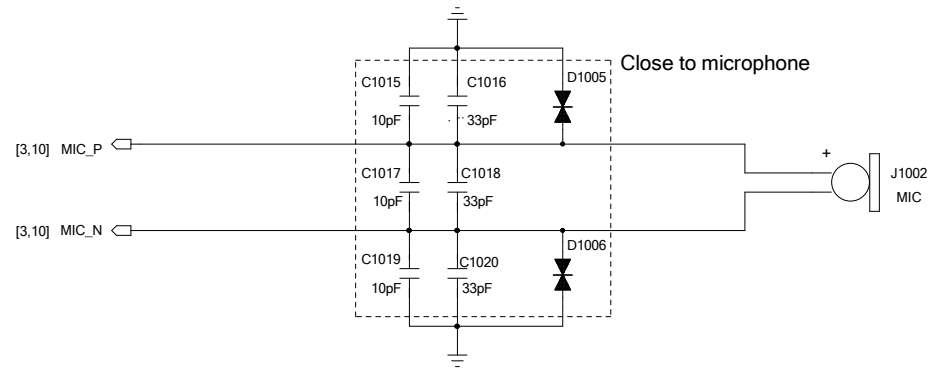 Close to microphone
C1015 C1016 D1005
10pF 33pF
[3,10] MIC_P
+
C1017 C1018
J1002
10pF 33pF
MIC
[3,10] MIC_N
D1006
C1019 C1020
10pF 33pF